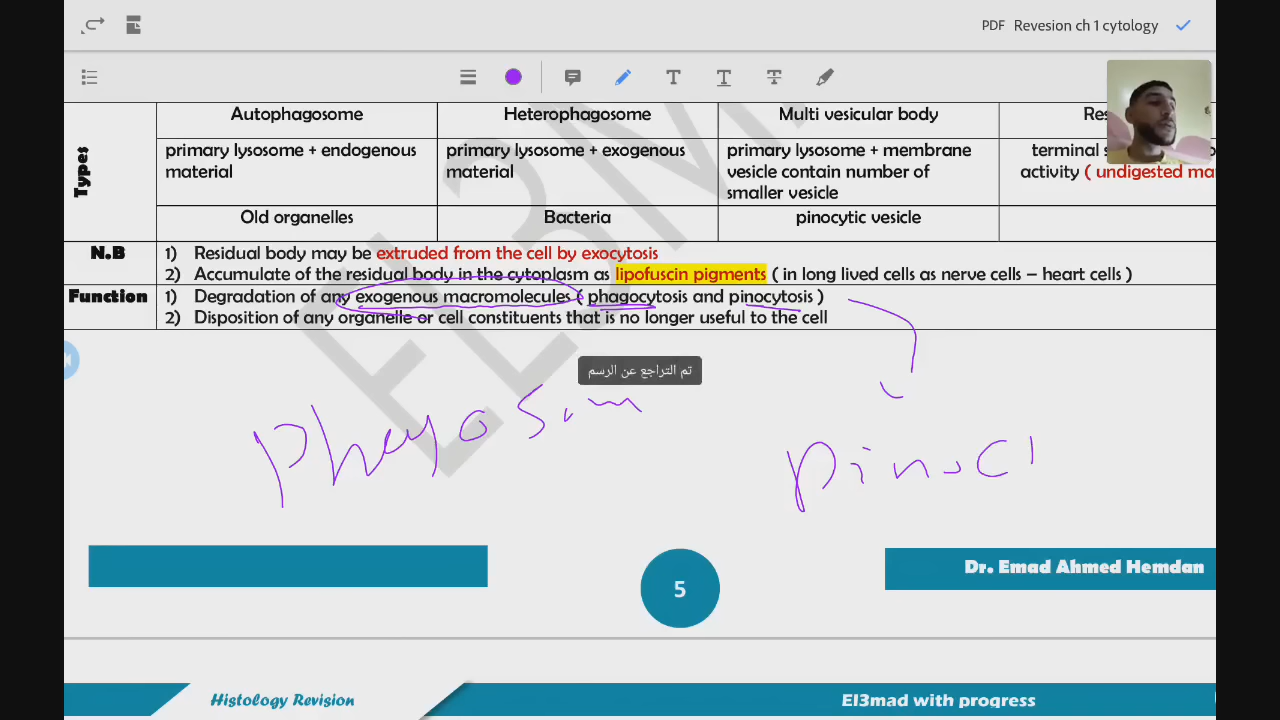 PDF Revesion ch 1 cytology
Types
Autophagosome Heterophagosome Multi vesicular body
primary lysosome + endogenous material
primary lysosome + exogenous material
primary lysosome + membrane vesicle contain number of smaller vesicle
terminal
activity ( undigested
Old organelles Bacteria pinocytic vesicle
N.B
1) Residual body may be extruded from the cell by exocytosis
2) Accumulate of the residual body in the cytoplasm as lipofuscin pigments ( in long lived cells as nerve cells – heart cells )
Function
1) Degradation of any exogenous macromolecules ( phagocytosis and pinocytosis )
2) Disposition of any organelle or cell constituents that is no longer useful to the cell
تم التراجع عن الرسم
5
Dr. Emad Ahmed Hemdan
Histology Revision
El3mad with progress